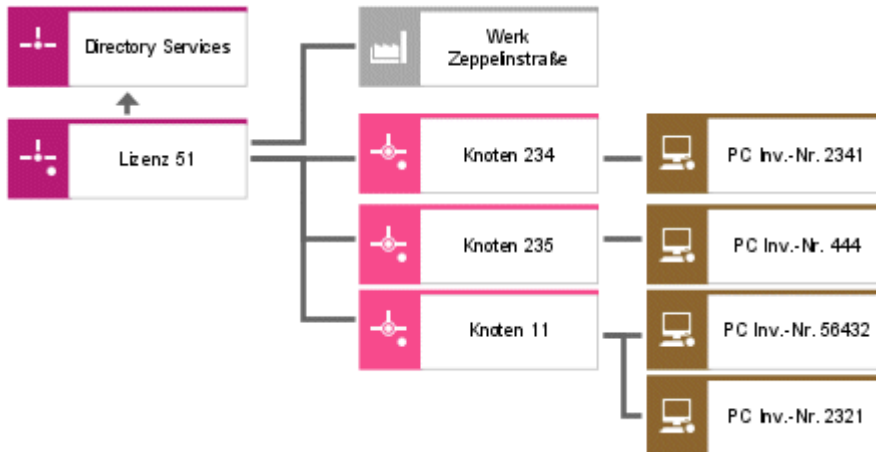 Directory Services
Werk
Zeppelinstraße
Lizenz 51
Knoten 234
PC Inv.-Nr. 2341
Knoten 235
PC Inv.-Nr. 444
Knoten 11
PC Inv.-Nr. 56432
PC Inv.-Nr. 2321